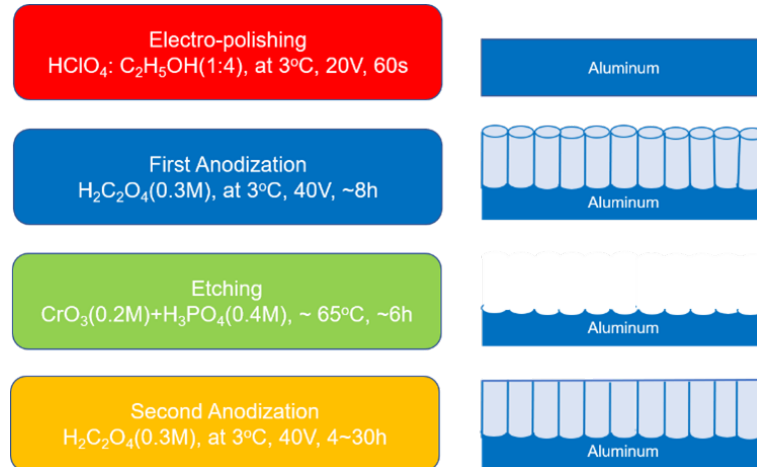 Electro-polishing
HClO₄: C₂H₅OH(1:4), at 3ºC, 20V, 60s
Aluminum
First Anodization
H₂C₂O₄(0.3M), at 3ºC, 40V, ~8h
Aluminum
Etching
CrO₃(0.2M)+H₃PO₄(0.4M), ~ 65ºC, ~6h
Aluminum
Second Anodization
H₂C₂O₄(0.3M), at 3ºC, 40V, 4~30h
Aluminum